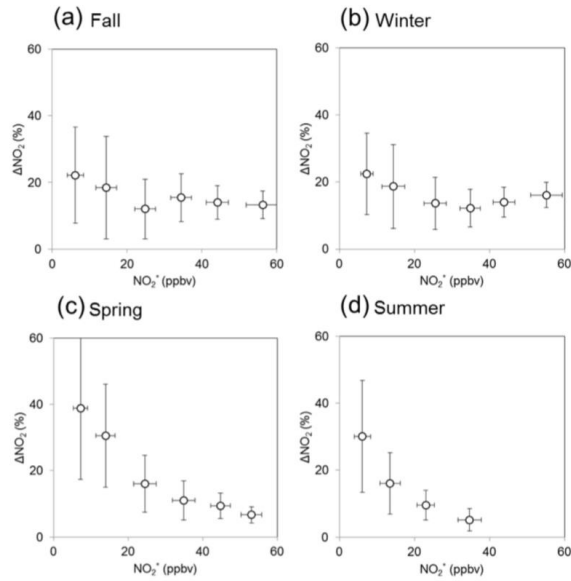 (a) Fall
60
40
20
0
ΔNO₂ (%)
0 20 40 60
NO₂* (ppbv)
(b) Winter
60
40
20
0
ΔNO₂ (%)
0 20 40 60
NO₂* (ppbv)
(c) Spring
60
40
20
0
ΔNO₂ (%)
0 20 40 60
NO₂* (ppbv)
(d) Summer
60
40
20
0
ΔNO₂ (%)
0 20 40 60
NO₂* (ppbv)